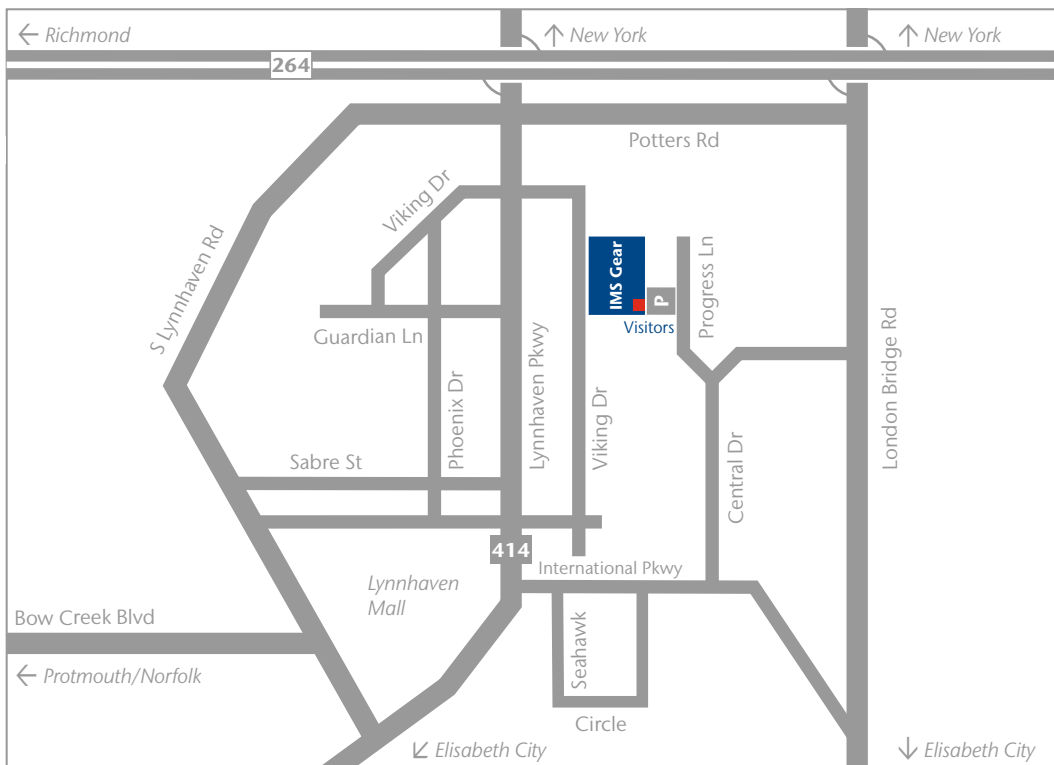 ← Richmond
↑ New York
↑ New York
264
Potters Rd
Viking Dr
S Lynnhaven Rd
IMS Gear
P
Progress Ln
Visitors
Guardian Ln
Phoenix Dr
Lynnhaven Pkwy
Viking Dr
London Bridge Rd
Central Dr
Sabre St
414
International Pkwy
Lynnhaven
Mall
Bow Creek Blvd
Seahawk
Circle
← Protmouth/Norfolk
↙ Elisabeth City
↓ Elisabeth City